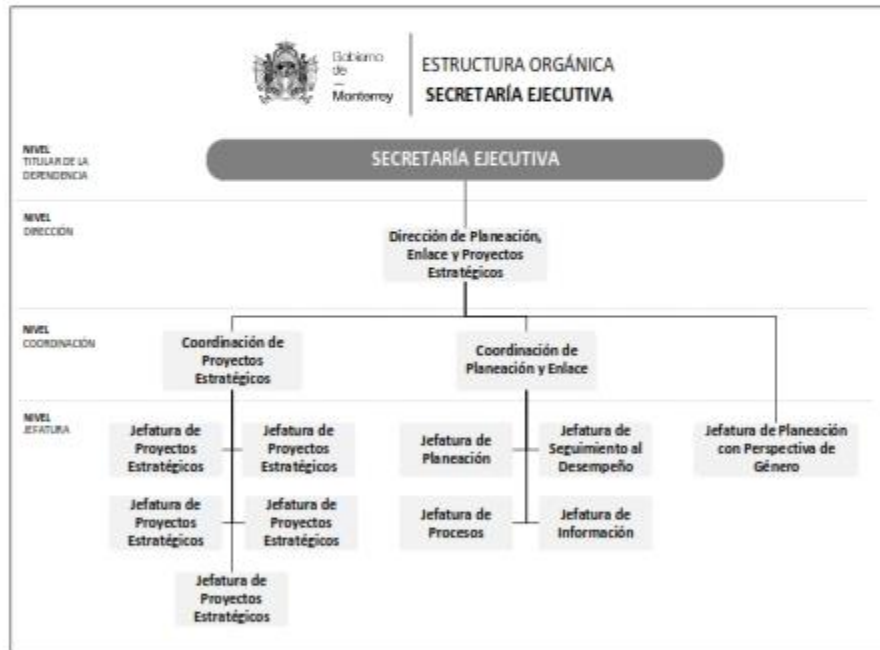 Gobierno
de
—
Monterrey
ESTRUCTURA ORGÁNICA
SECRETARÍA EJECUTIVA
NIVEL
TITULAR DE LA
DEPENDENCIA
SECRETARÍA EJECUTIVA
NIVEL
DIRECCIÓN
Dirección de Planeación,
Enlace y Proyectos
Estratégicos
NIVEL
COORDINACIÓN
Coordinación de
Proyectos
Estratégicos
Coordinación de
Planeación y Enlace
NIVEL
JEFATURA
Jefatura de
Proyectos
Estratégicos
Jefatura de
Proyectos
Estratégicos
Jefatura de
Planeación
Jefatura de
Seguimiento al
Desempeño
Jefatura de Planeación
con Perspectiva de
Género
Jefatura de
Proyectos
Estratégicos
Jefatura de
Proyectos
Estratégicos
Jefatura de
Procesos
Jefatura de
Información
Jefatura de
Proyectos
Estratégicos